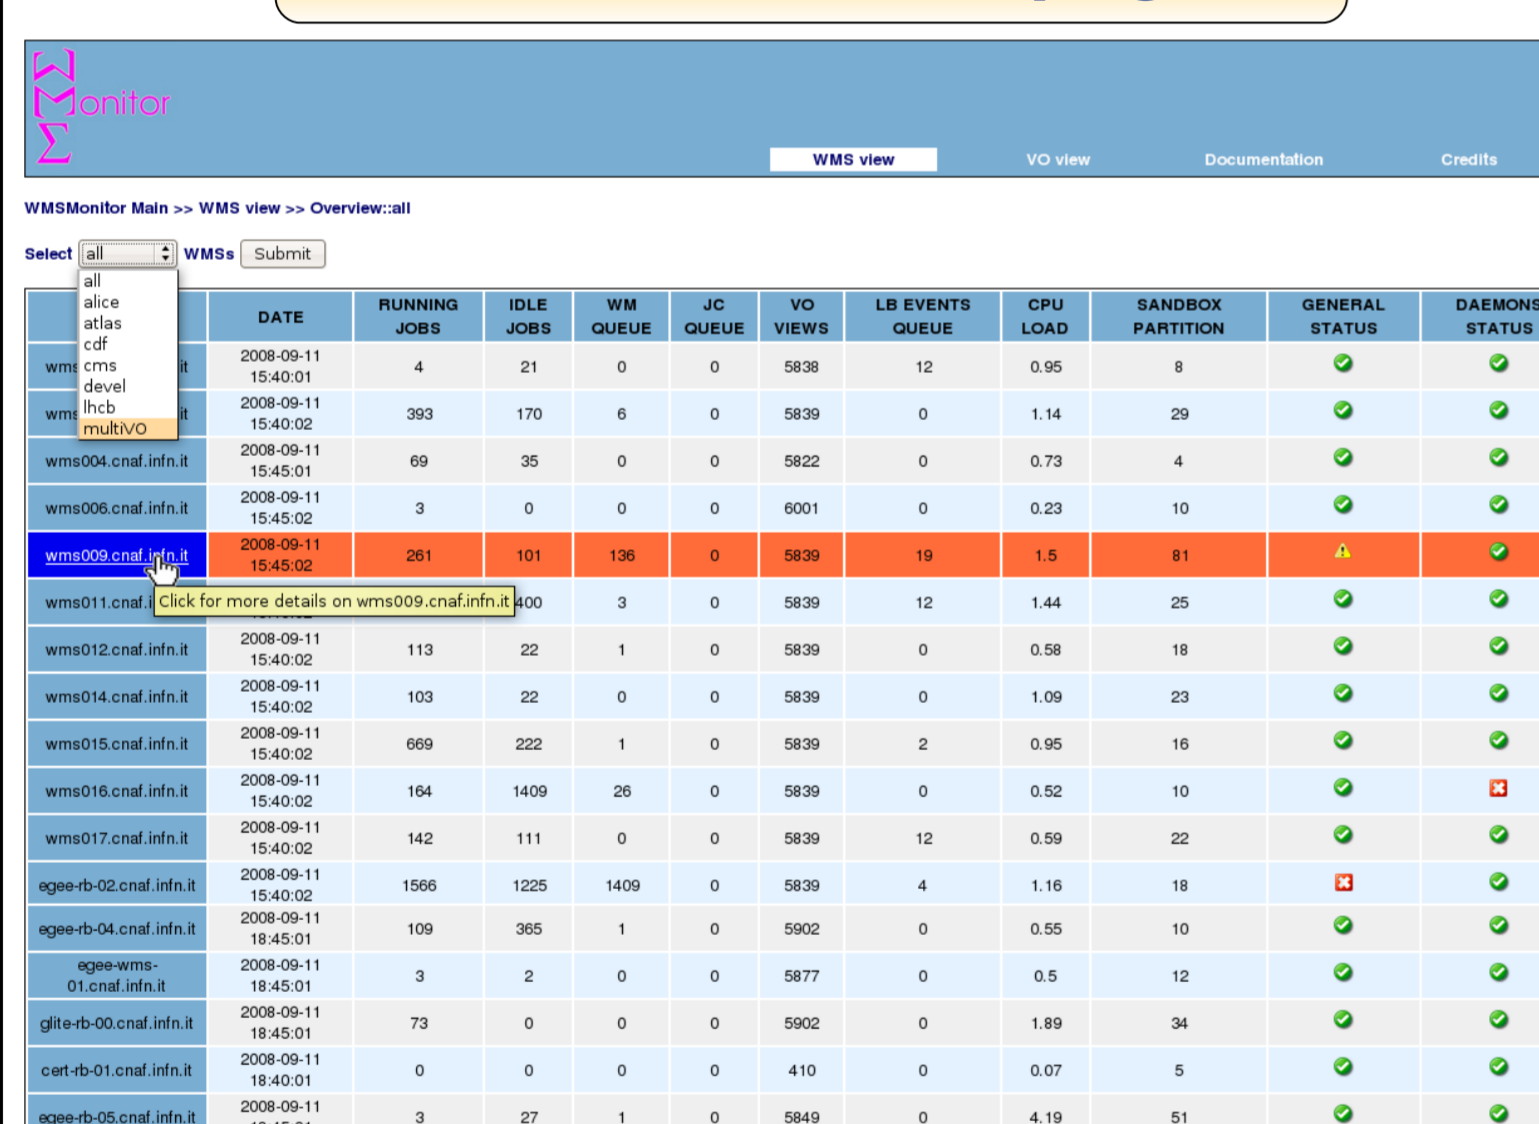 WMonitor
WMS view VO view Documentation Credits
WMSMonitor Main >> WMS view >> Overview::all
Select all WMSs Submit
all
alice
atlas
cdf
cms
devel
lhcb
multiVO
DATE RUNNING JOBS IDLE JOBS WM QUEUE JC QUEUE VO VIEWS LB EVENTS QUEUE CPU LOAD SANDBOX PARTITION GENERAL STATUS DAEMONS STATUS
wms it 2008-09-11 15:40:01 4 21 0 0 5838 12 0.95 8
wms it 2008-09-11 15:40:02 393 170 6 0 5839 0 1.14 29
wms004.cnaf.infn.it 2008-09-11 15:45:01 69 35 0 0 5822 0 0.73 4
wms006.cnaf.infn.it 2008-09-11 15:45:02 3 0 0 0 6001 0 0.23 10
wms009.cnaf.infn.it 2008-09-11 15:45:02 261 101 136 0 5839 19 1.5 81
Click for more details on wms009.cnaf.infn.it
wms011.cnaf.i 400 3 0 5839 12 1.44 25
wms012.cnaf.infn.it 2008-09-11 15:40:02 113 22 1 0 5839 0 0.58 18
wms014.cnaf.infn.it 2008-09-11 15:40:02 103 22 0 0 5839 0 1.09 23
wms015.cnaf.infn.it 2008-09-11 15:40:02 669 222 1 0 5839 2 0.95 16
wms016.cnaf.infn.it 2008-09-11 15:40:02 164 1409 26 0 5839 0 0.52 10
wms017.cnaf.infn.it 2008-09-11 15:40:02 142 111 0 0 5839 12 0.59 22
egee-rb-02.cnaf.infn.it 2008-09-11 15:40:02 1566 1225 1409 0 5839 4 1.16 18
egee-rb-04.cnaf.infn.it 2008-09-11 18:45:01 109 365 1 0 5902 0 0.55 10
egee-wms-01.cnaf.infn.it 2008-09-11 18:45:01 3 2 0 0 5877 0 0.5 12
glite-rb-00.cnaf.infn.it 2008-09-11 18:45:01 73 0 0 0 5902 0 1.89 34
cert-rb-01.cnaf.infn.it 2008-09-11 18:40:01 0 0 0 0 410 0 0.07 5
egee-rb-05.cnaf.infn.it 2008-09-11 3 27 1 0 5849 0 4.19 51